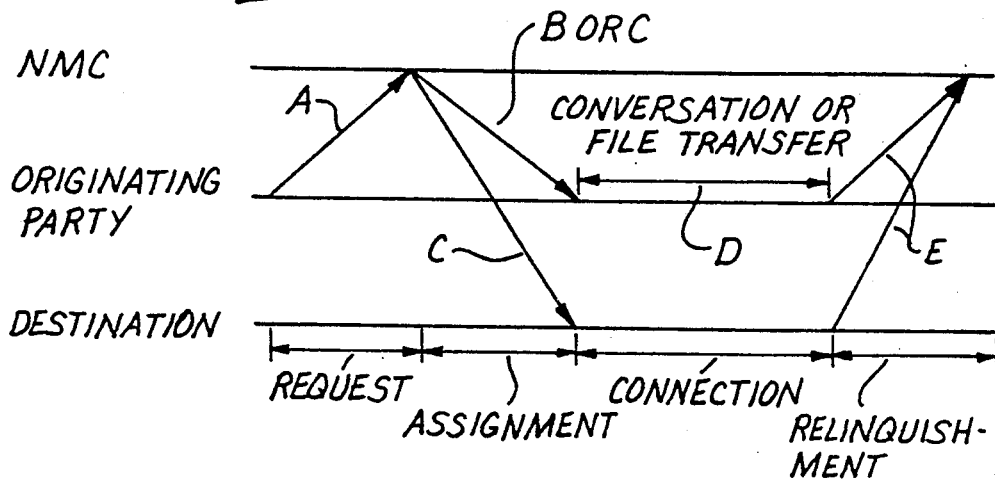 B OR C
NMC
A
CONVERSATION OR
FILE TRANSFER
ORIGINATING
PARTY
C
D
E
DESTINATION
REQUEST
CONNECTION
ASSIGNMENT
RELINQUISH-
MENT